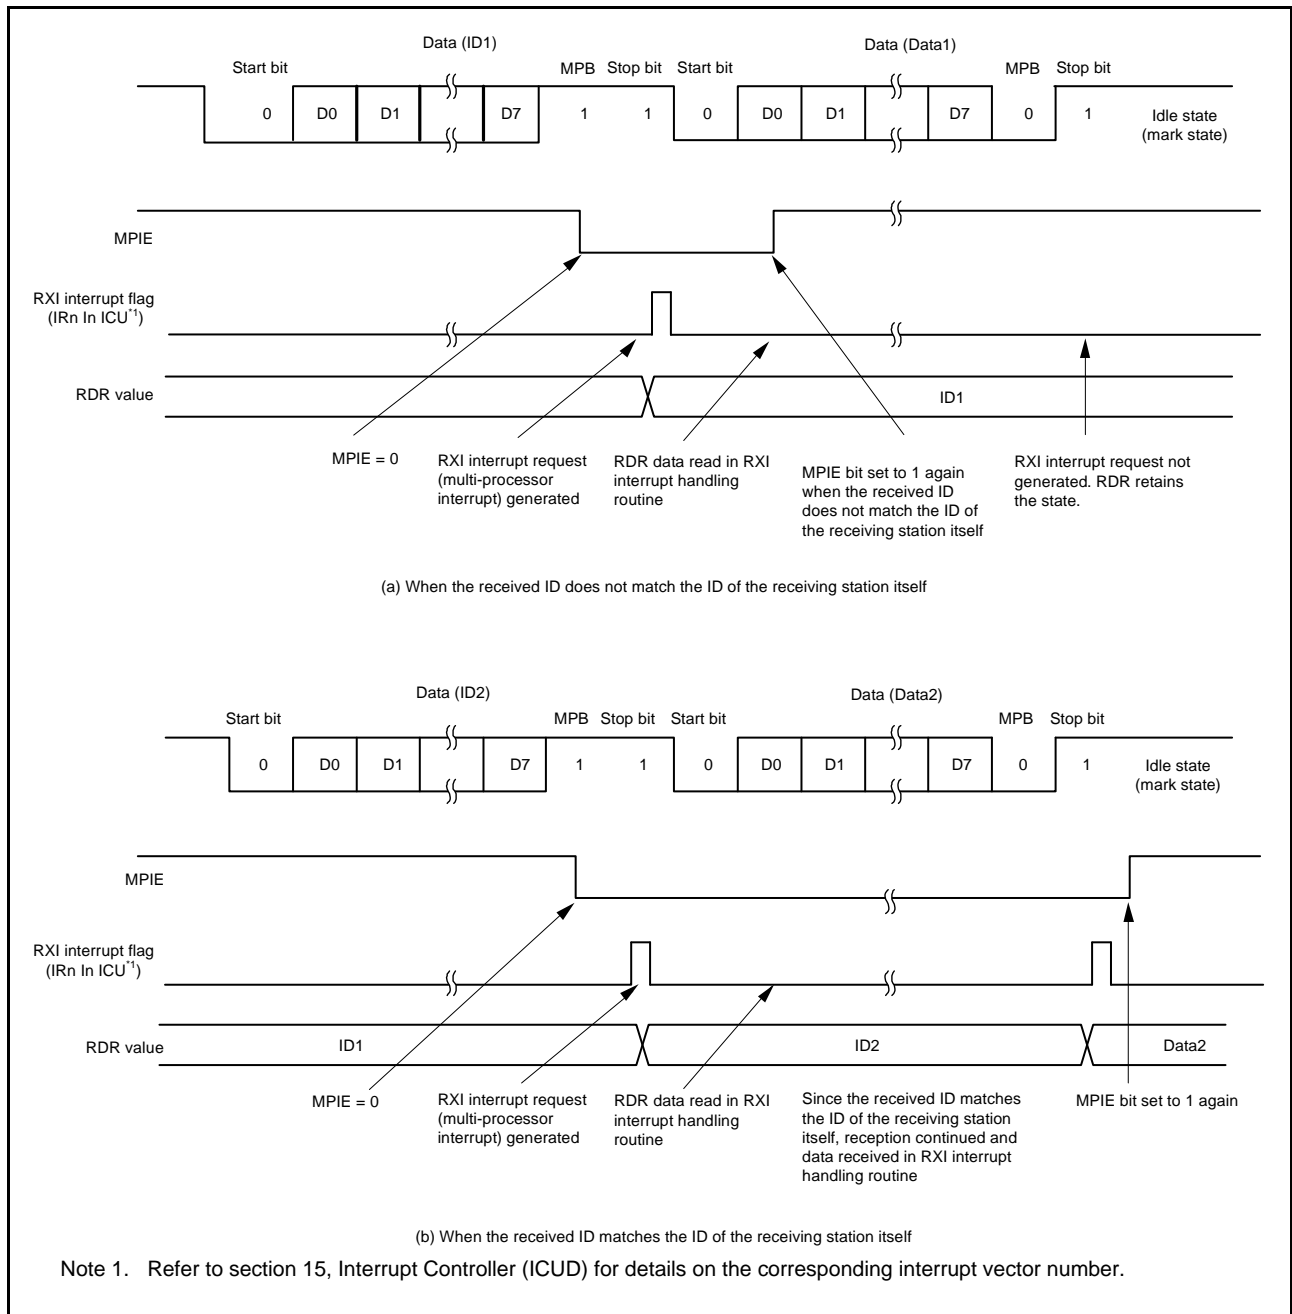 Data (ID1)
Data (Data1)
Start bit
MPB
Stop bit
Start bit
MPB
Stop bit
0
D0
D1
D7
1
1
0
D0
D1
D7
0
1
Idle state
(mark state)
MPIE
RXI interrupt flag
(IRn In ICU*1)
RDR value
ID1
MPIE = 0
RXI interrupt request
(multi-processor
interrupt) generated
RDR data read in RXI
interrupt handling
routine
MPIE bit set to 1 again
when the received ID
does not match the ID of
the receiving station itself
RXI interrupt request not
generated. RDR retains
the state.
(a) When the received ID does not match the ID of the receiving station itself
Data (ID2)
Data (Data2)
Start bit
MPB
Stop bit
Start bit
MPB
Stop bit
0
D0
D1
D7
1
1
0
D0
D1
D7
0
1
Idle state
(mark state)
MPIE
RXI interrupt flag
(IRn In ICU*1)
RDR value
ID1
ID2
Data2
MPIE = 0
RXI interrupt request
(multi-processor
interrupt) generated
RDR data read in RXI
interrupt handling
routine
Since the received ID matches
the ID of the receiving station
itself, reception continued and
data received in RXI interrupt
handling routine
MPIE bit set to 1 again
(b) When the received ID matches the ID of the receiving station itself
Note 1. Refer to section 15, Interrupt Controller (ICUD) for details on the corresponding interrupt vector number.